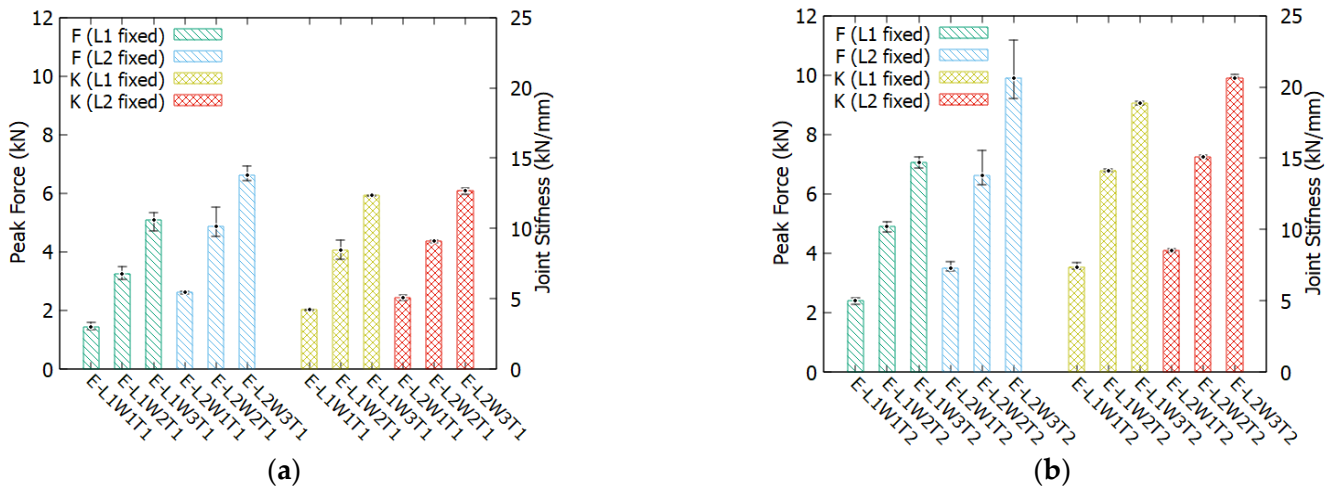 12
10
8
6
4
2
0
Peak Force (kN)
F (L1 fixed)
F (L2 fixed)
K (L1 fixed)
K (L2 fixed)
25
20
15
10
5
0
Joint Stifness (kN/mm)
E-L1W1T1
E-L1W2T1
E-L1W3T1
E-L2W1T1
E-L2W2T1
E-L2W3T1
E-L1W1T1
E-L1W2T1
E-L1W3T1
E-L2W1T1
E-L2W2T1
E-L2W3T1
(a)
12
10
8
6
4
2
0
Peak Force (kN)
F (L1 fixed)
F (L2 fixed)
K (L1 fixed)
K (L2 fixed)
25
20
15
10
5
0
Joint Stifness (kN/mm)
E-L1W1T2
E-L1W2T2
E-L1W3T2
E-L2W1T2
E-L2W2T2
E-L2W3T2
E-L1W1T2
E-L1W2T2
E-L1W3T2
E-L2W1T2
E-L2W2T2
E-L2W3T2
(b)